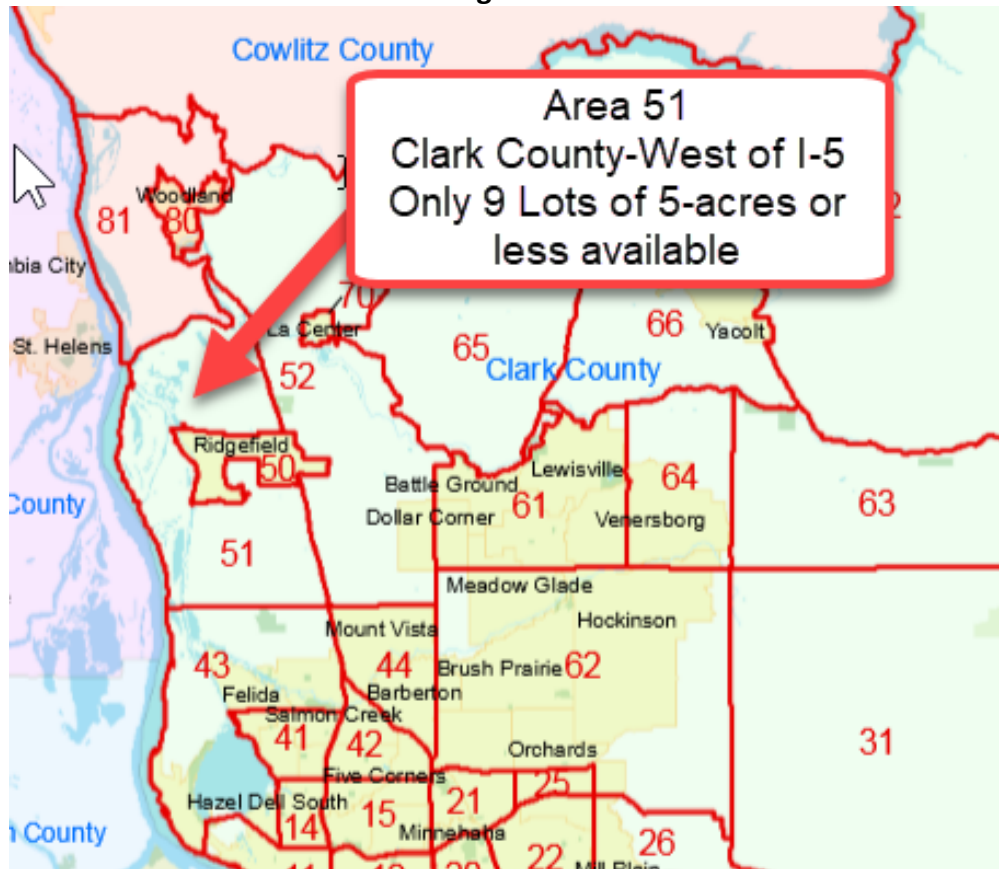 Cowlitz County
Area 51
Clark County-West of I-5
Only 9 Lots of 5-acres or
less available
Woodland
81
80
2
bia City
70
La Center
St. Helens
65
66
Yacolt
52
Clark County
Ridgefield
50
Lewisville
Battle Ground
64
61
63
County
Dollar Corner
Venersborg
51
Meadow Glade
Hockinson
Mount Vista
43
44
Brush Prairie
62
Felida
Barberton
Salmon Creek
41
42
31
Orchards
Five Corners
25
Hazel Dell South
21
14
15
Minnehaha
County
26
22